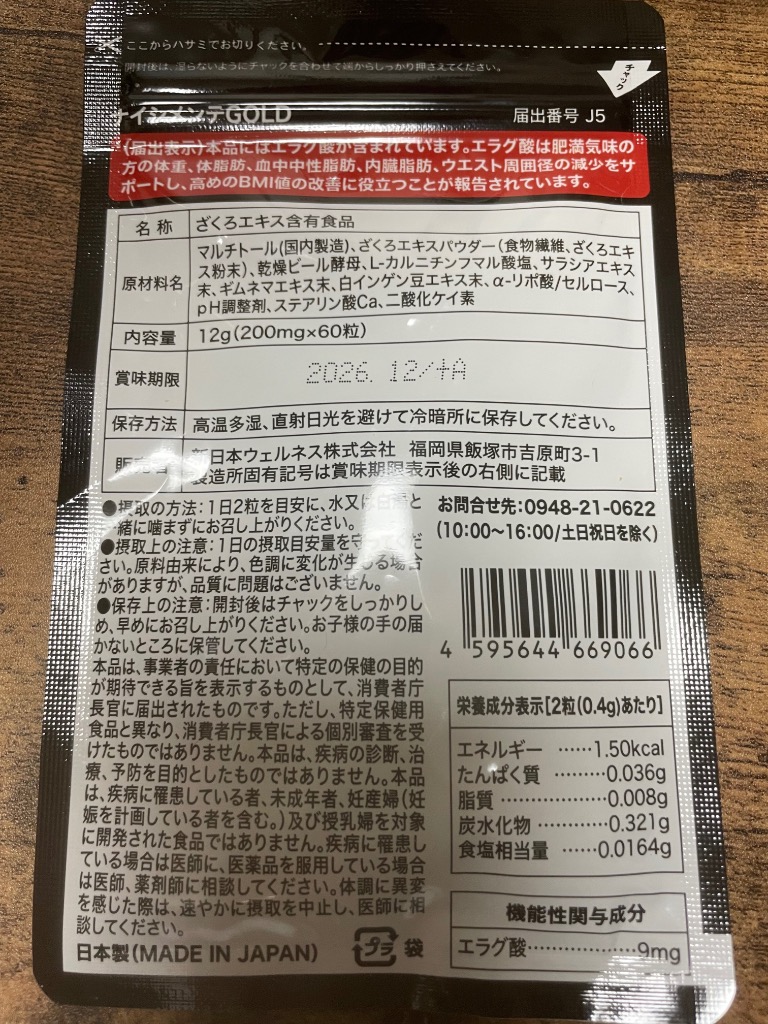 ここからハサミでお切りください。
開封後は、湿らないようにチャックを合わせて端からしっかり押さえてください。
チャック
ナイシメンテGOLD
届出番号 J5
〈届出表示〉本品にはエラグ酸が含まれています。エラグ酸は肥満気味の
方の体重、体脂肪、血中中性脂肪、内臓脂肪、ウエスト周囲径の減少をサ
ポートし、高めのBMI値の改善に役立つことが報告されています。
名称 ざくろエキス含有食品
原材料名 マルチトール(国内製造)、ざくろエキスパウダー(食物繊維、ざくろエキ
ス粉末)、乾燥ビール酵母、L-カルニチンフマル酸塩、サラシアエキス
末、ギムネマエキス末、白インゲン豆エキス末、α-リポ酸/セルロース、
pH調整剤、ステアリン酸Ca、二酸化ケイ素
内容量 12g(200mg×60粒)
賞味期限 2026. 12/+A
保存方法 高温多湿、直射日光を避けて冷暗所に保存してください。
販売者 新日本ウェルネス株式会社 福岡県飯塚市吉原町3-1
製造所固有記号は賞味期限表示後の右側に記載
●摂取の方法:1日2粒を目安に、水又は白湯と
一緒に噛まずにお召し上がりください。
●摂取上の注意:1日の摂取目安量を守ってくだ
さい。原料由来により、色調に変化が生じる場合
がありますが、品質に問題はございません。
●保存上の注意:開封後はチャックをしっかりし
め、早めにお召し上がりください。お子様の手の届
かないところに保管してください。
本品は、事業者の責任において特定の保健の目的
が期待できる旨を表示するものとして、消費者庁
長官に届出されたものです。ただし、特定保健用
食品と異なり、消費者庁長官による個別審査を受
けたものではありません。本品は、疾病の診断、治
療、予防を目的としたものではありません。本品
は、疾病に罹患している者、未成年者、妊産婦(妊
娠を計画している者を含む。)及び授乳婦を対象
に開発された食品ではありません。疾病に罹患し
ている場合は医師に、医薬品を服用している場合
は医師、薬剤師に相談してください。体調に異変
を感じた際は、速やかに摂取を中止し、医師に相
談してください。
日本製(MADE IN JAPAN)
プラ 袋
お問合せ先:0948-21-0622
(10:00～16:00/土日祝日を除く)
4 595644 669066
栄養成分表示[2粒(0.4g)あたり]
エネルギー ……1.50kcal
たんぱく質 ………0.036g
脂質 ………………0.008g
炭水化物 …………0.321g
食塩相当量 ……0.0164g
機能性関与成分
エラグ酸………………9mg